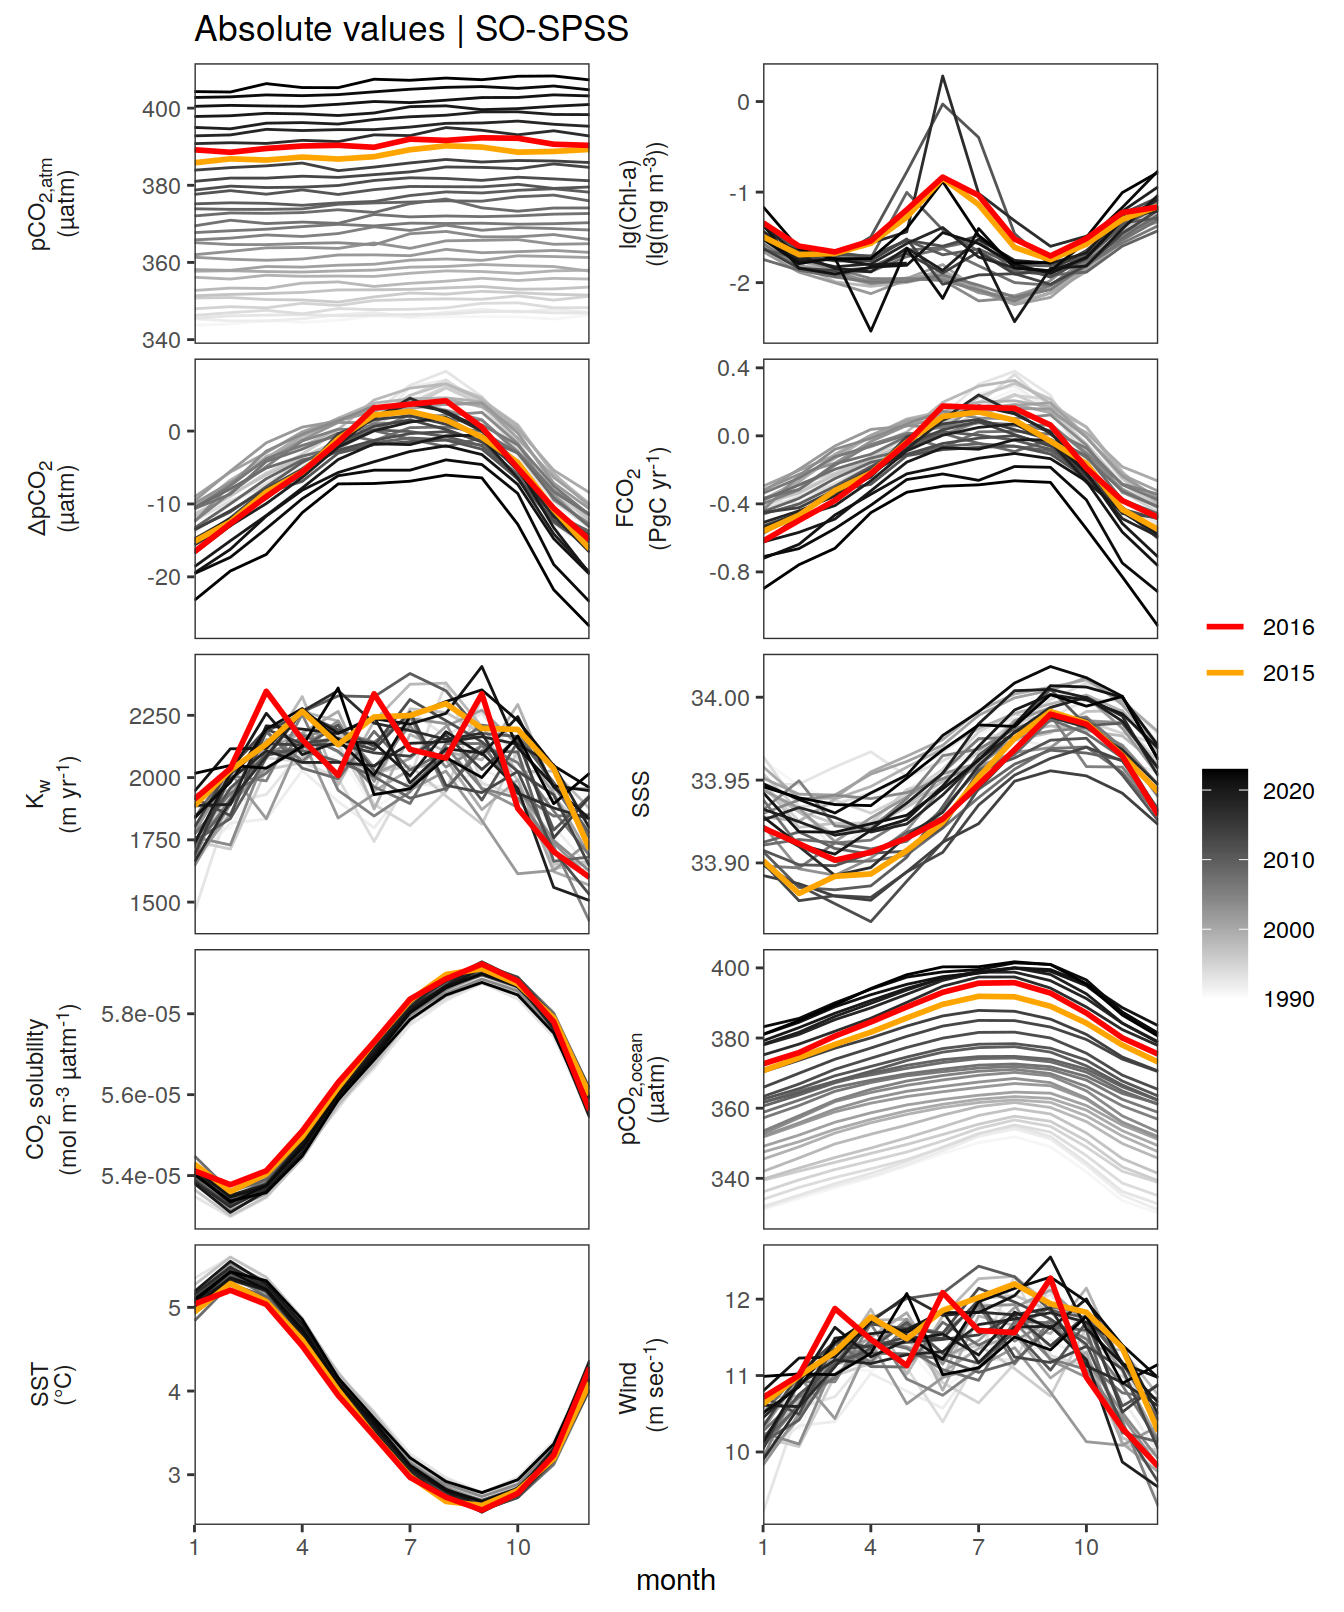 Absolute values | SO-SPSS
pCO2,atm
(µatm)
400
380
360
340
lg(Chl-a)
(lg(mg m-3))
0
-1
-2
ΔpCO2
(µatm)
0
-10
-20
FCO2
(PgC yr-1)
0.4
0.0
-0.4
-0.8
Kw
(m yr-1)
2250
2000
1750
1500
SSS
34.00
33.95
33.90
CO2 solubility
(mol m-3 µatm-1)
5.8e-05
5.6e-05
5.4e-05
pCO2,ocean
(µatm)
400
380
360
340
SST
(°C)
5
4
3
Wind
(m sec-1)
12
11
10
1 4 7 10
1 4 7 10
month
2016
2015
2020
2010
2000
1990